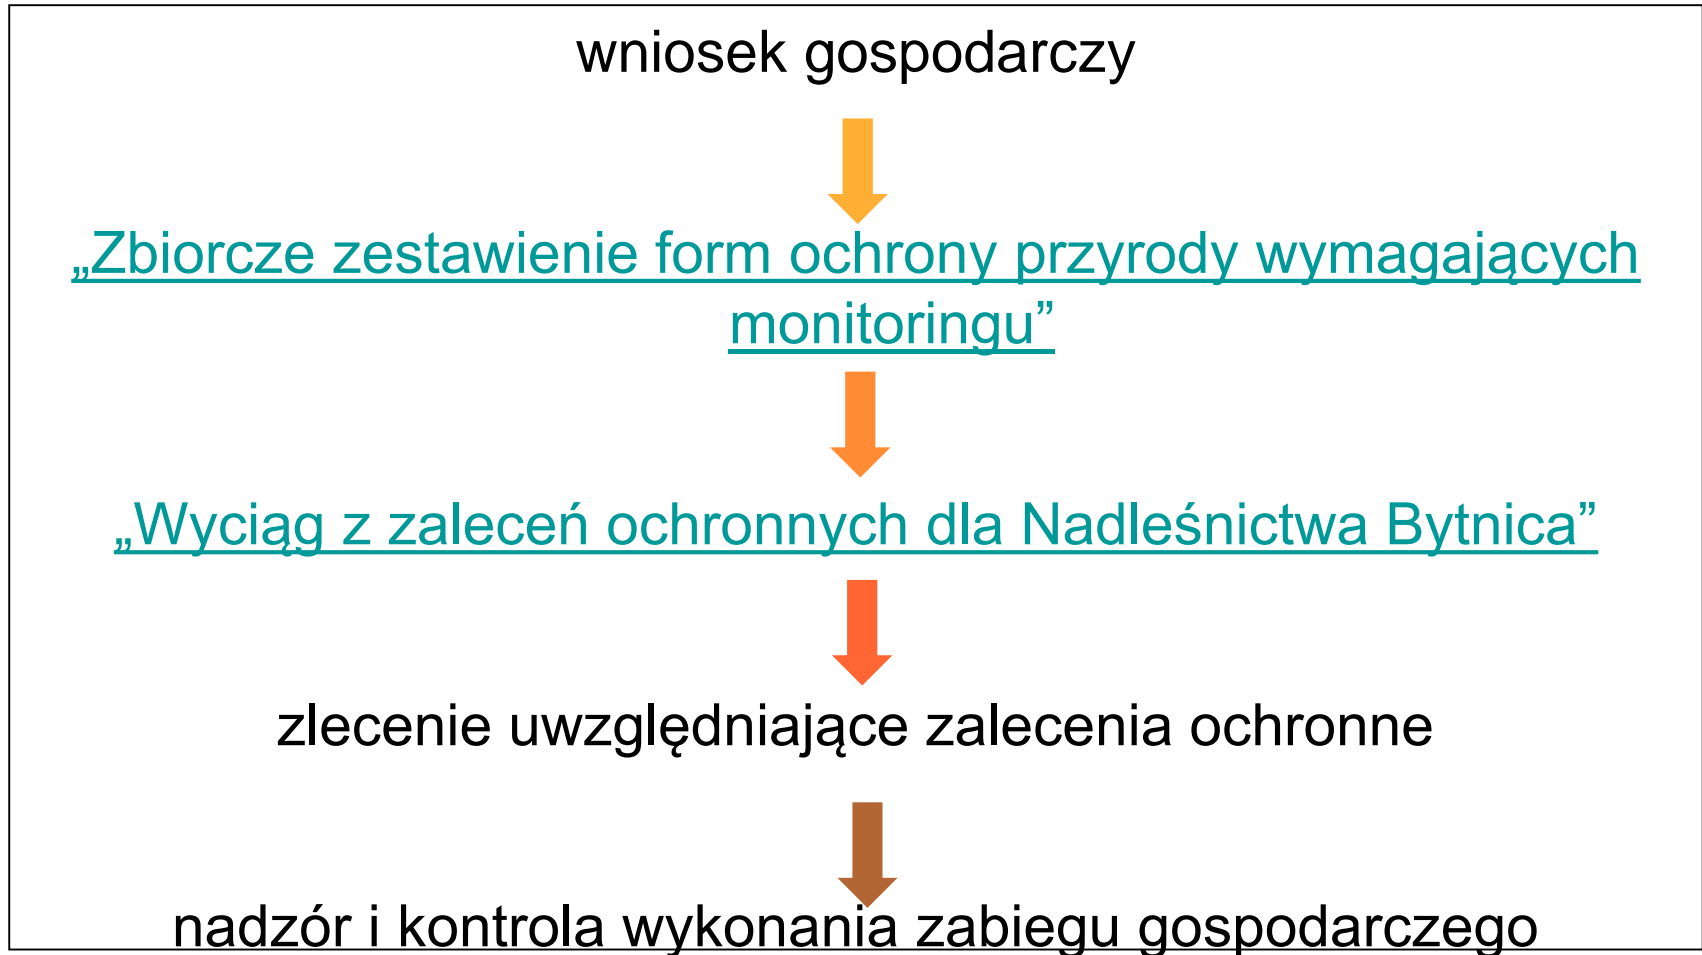 wniosek gospodarczy
„Zbiorcze zestawienie form ochrony przyrody wymagających
monitoringu”
„Wyciąg z zaleceń ochronnych dla Nadleśnictwa Bytnica”
zlecenie uwzględniające zalecenia ochronne
nadzór i kontrola wykonania zabiegu gospodarczego